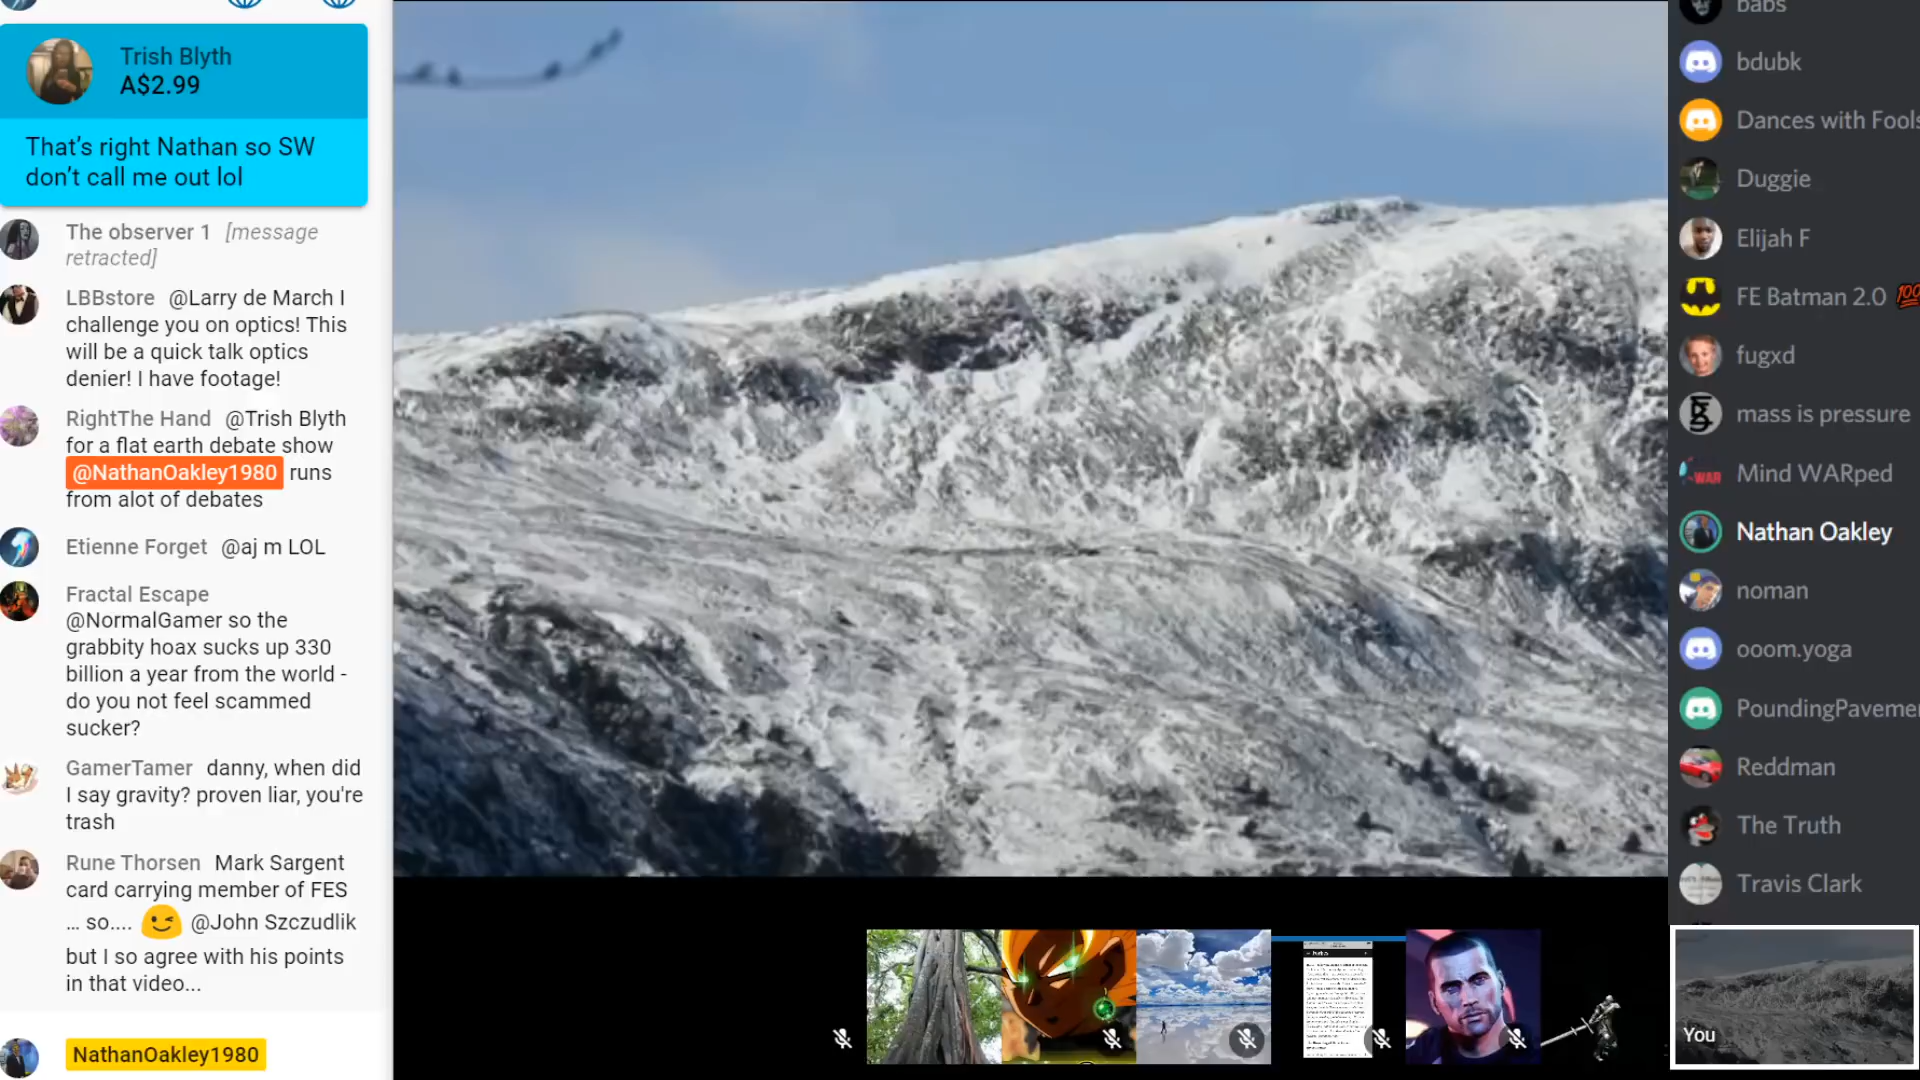 Trish Blyth
A$2.99
That's right Nathan so SW
don't call me out lol
The observer 1 [message
retracted]
LBBstore @Larry de March I
challenge you on optics! This
will be a quick talk optics
denier! I have footage!
RightThe Hand @Trish Blyth
for a flat earth debate show
@NathanOakley1980 runs
from alot of debates
Etienne Forget @aj m LOL
Fractal Escape
@NormalGamer so the
grabbity hoax sucks up 330
billion a year from the world -
do you not feel scammed
sucker?
GamerTamer danny, when did
I say gravity? proven liar, you're
trash
Rune Thorsen Mark Sargent
card carrying member of FES
... so.... @John Szczudlik
but I so agree with his points
in that video...
NathanOakley1980
babs
bdubk
Dances with Fools
Duggie
Elijah F
FE Batman 2.0 100
fugxd
mass is pressure
Mind WARped
WAR
Nathan Oakley
noman
ooom.yoga
PoundingPavemen
Reddman
The Truth
Travis Clark
You